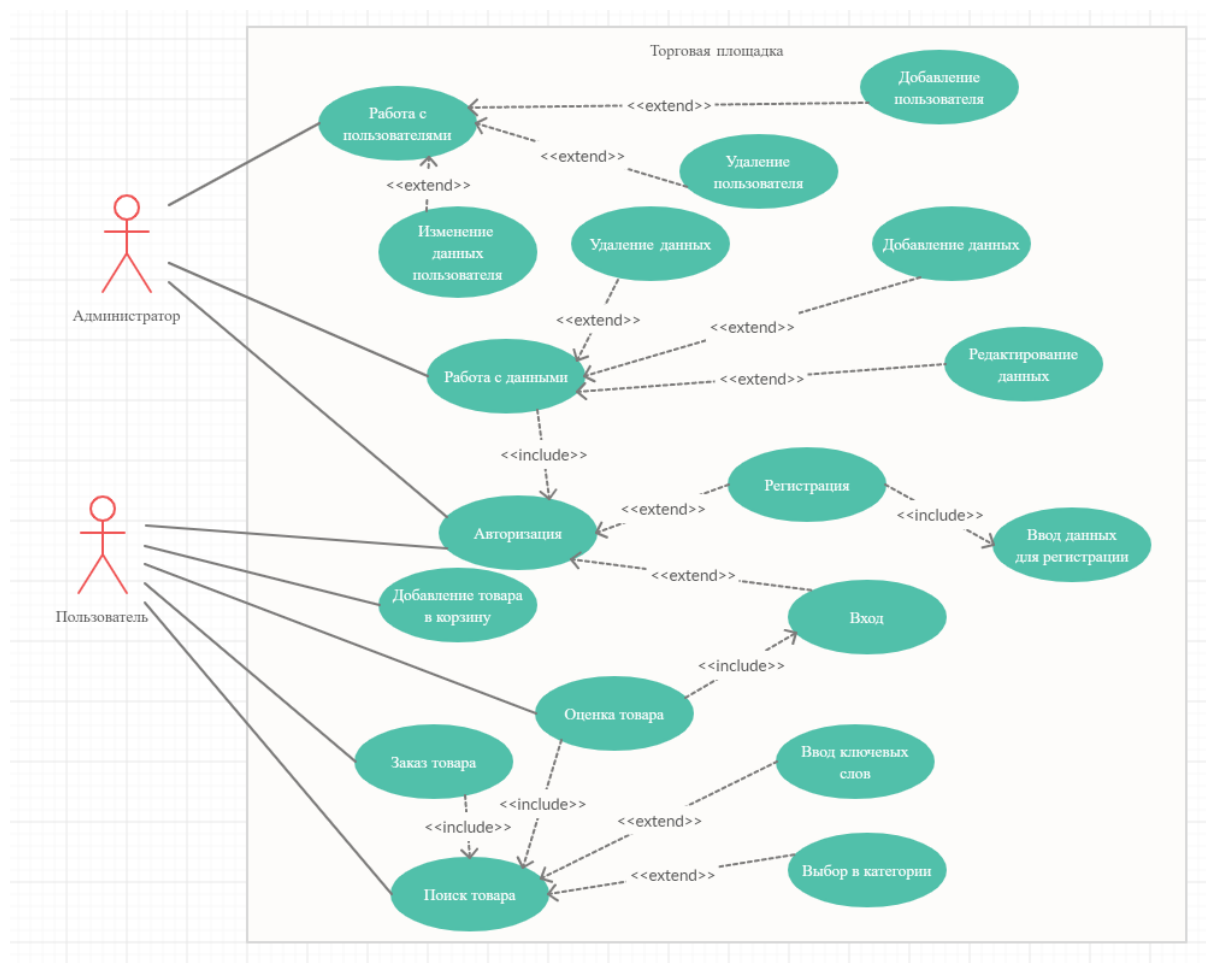 Торговая площадка
Добавление
пользователя
<<extend>>
Работа с
пользователями
<<extend>>
Удаление
пользователя
<<extend>>
Изменение
данных
пользователя
Удаление данных
Добавление данных
Администратор
<<extend>>
<<extend>>
Редактирование
данных
<<extend>>
Работа с данными
<<include>>
Регистрация
<<extend>>
<<include>>
Авторизация
Ввод данных
для регистрации
<<extend>>
Добавление товара
в корзину
Пользователь
Вход
<<include>>
Оценка товара
Заказ товара
Ввод ключевых
слов
<<include>>
<<extend>>
<<include>>
Выбор в категории
<<extend>>
Поиск товара